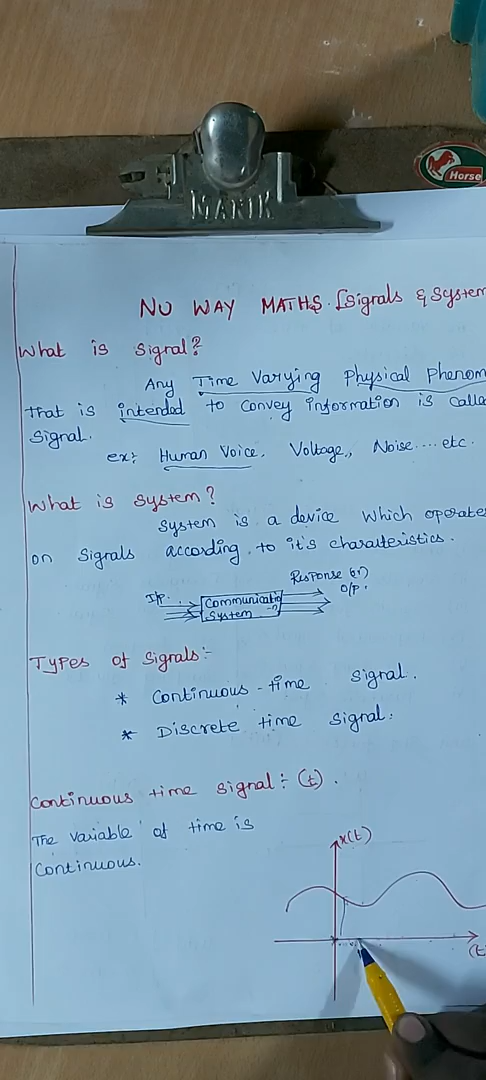 Horse
MANIK
NU WAY MATHS. [Signals & System
What is Signal?
Any Time Varying Physical Phenom
that is intended to convey information is calle
Signal.
ex: Human Voice, Voltage, Noise.... etc.
What is System?
System is a device which operates
on Signals according to it's
Response (or)
I/P.
O/P.
Communicatio
System
Types of Signals:-
* Continuous-time Signal.
* Discrete time Signal.
Continuous time signal:- (t).
The variable of time is
Continuous.
x(t)
(t)